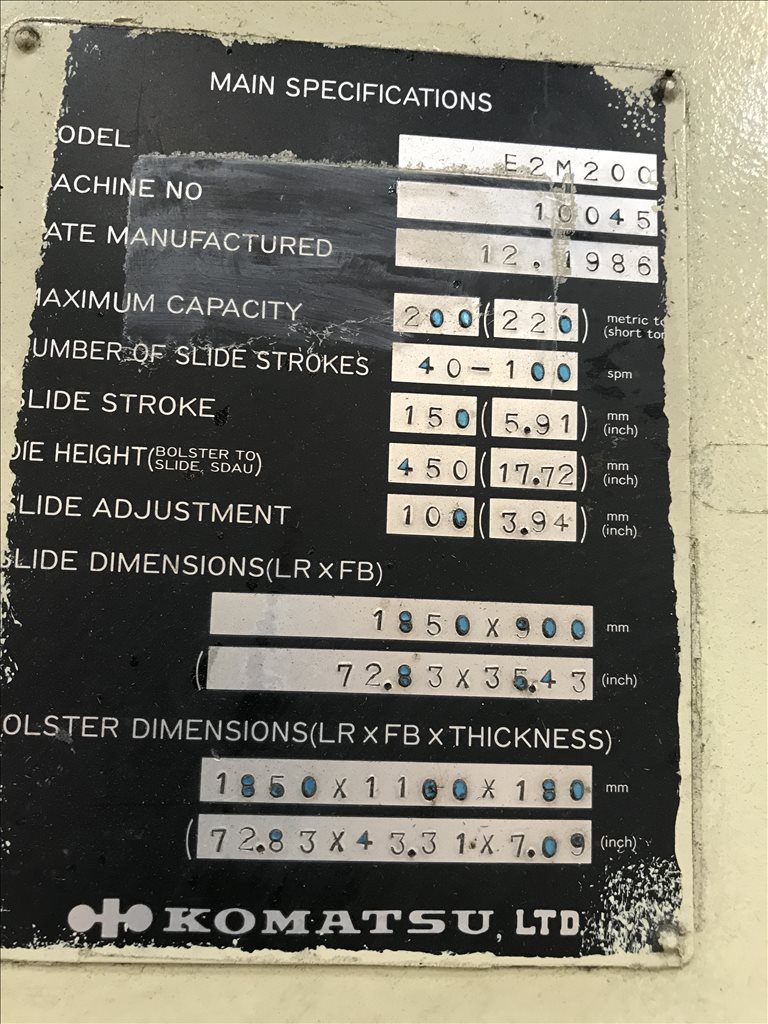 MAIN SPECIFICATIONS
ODEL E2M200
ACHINE NO 10045
ATE MANUFACTURED 12.1986
MAXIMUM CAPACITY 200 (220) metric to (short ton
UMBER OF SLIDE STROKES 40-100 spm
SLIDE STROKE 150 (5.91) mm (inch)
DIE HEIGHT (BOLSTER TO SLIDE, SDAU) 450 (17.72) mm (inch)
SLIDE ADJUSTMENT 100 (3.94) mm (inch)
SLIDE DIMENSIONS(LR x FB)
1850 X 900 mm
(72.83 X 35.43 (inch)
OLSTER DIMENSIONS(LR x FB x THICKNESS)
1850 X 1100 X 180 mm
(72.83 X 43.31 X 7.09 (inch)
KOMATSU, LTD